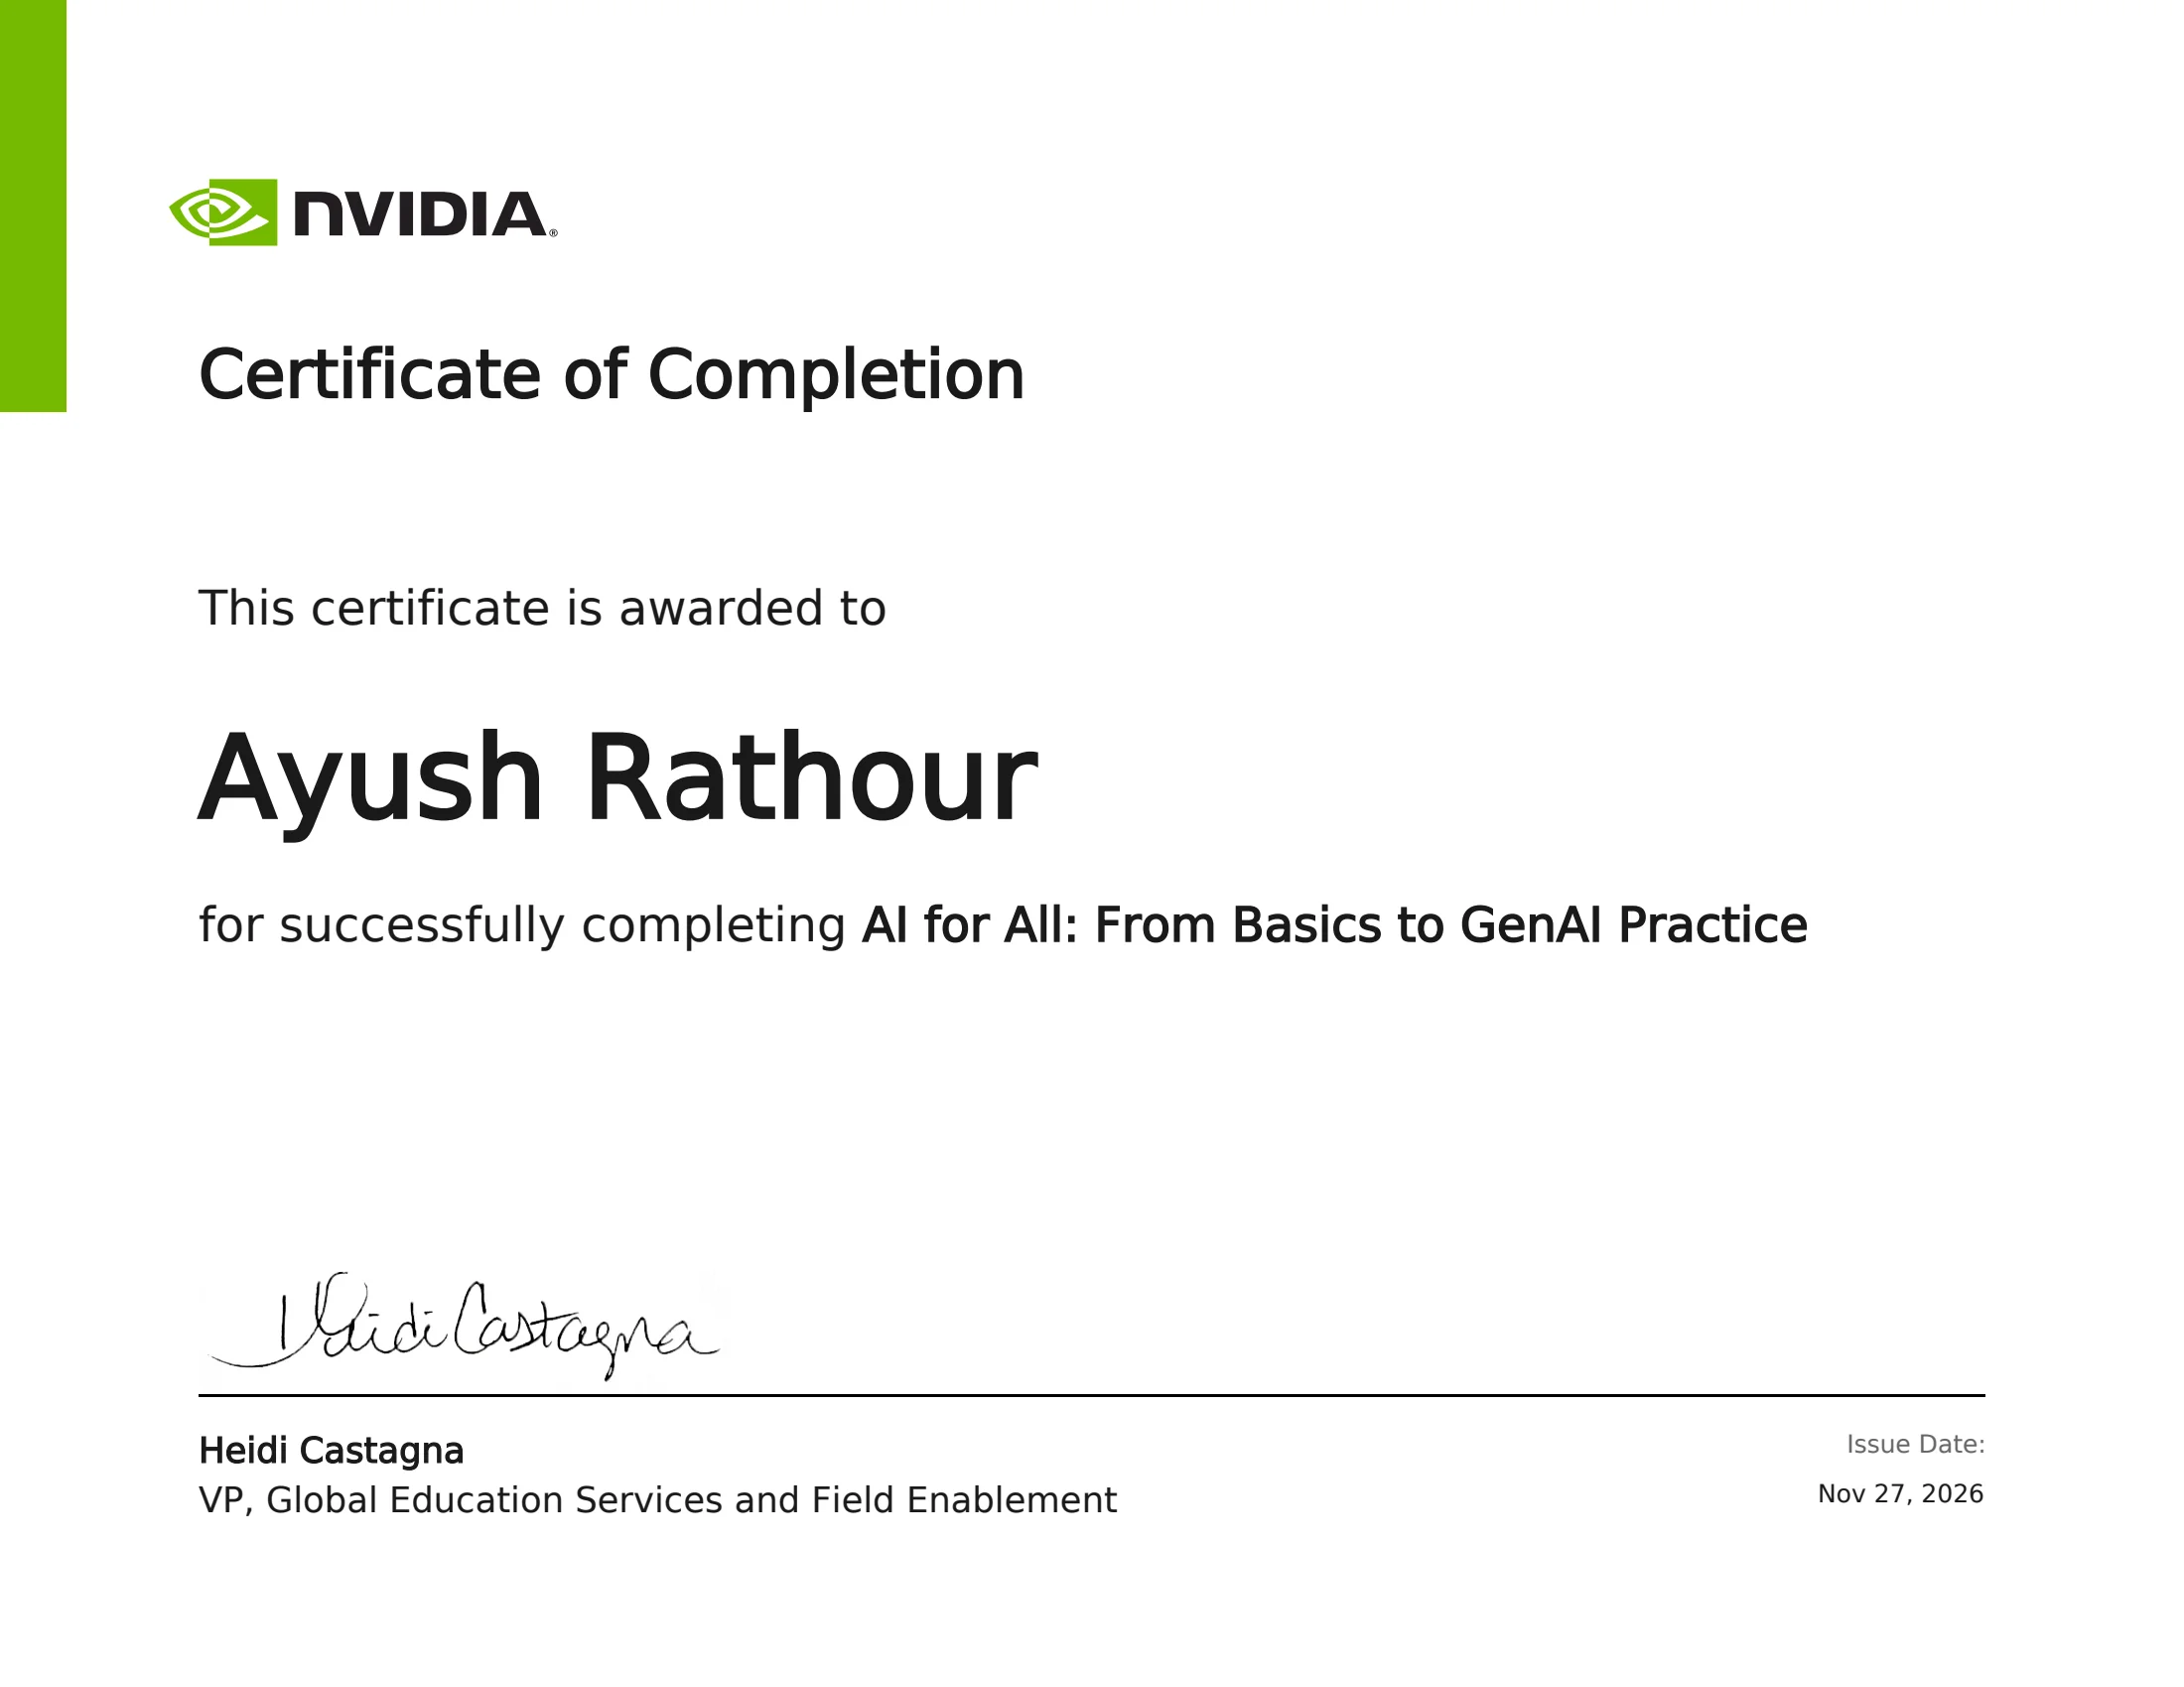 NVIDIA®
Certificate of Completion
This certificate is awarded to
Ayush Rathour
for successfully completing AI for All: From Basics to GenAI Practice
Heidi Castagna
Heidi Castagna
VP, Global Education Services and Field Enablement
Issue Date:
Nov 27, 2026